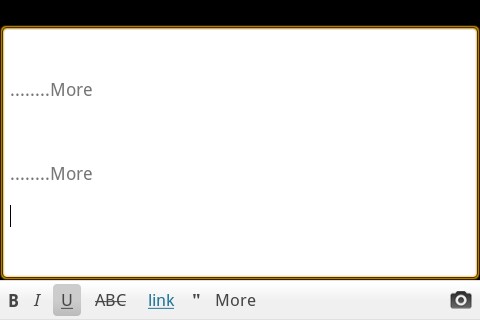 ........More
........More
B I U ABC link " More